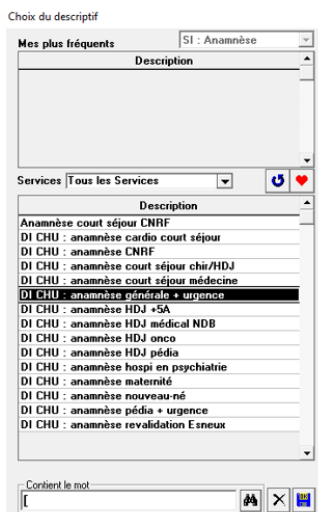 Choix du descriptif
Mes plus fréquents
SI : Anamnèse
Description
Services
Tous les Services
Description
Anamnèse court séjour CNRF
DI CHU : anamnèse cardio court séjour
DI CHU : anamnèse CNRF
DI CHU : anamnèse court séjour chir/HDJ
DI CHU : anamnèse court séjour médecine
DI CHU : anamnèse générale + urgence
DI CHU : anamnèse HDJ +5A
DI CHU : anamnèse HDJ médical NDB
DI CHU : anamnèse HDJ onco
DI CHU : anamnèse HDJ pédia
DI CHU : anamnèse hospi en psychiatrie
DI CHU : anamnèse maternité
DI CHU : anamnèse nouveau-né
DI CHU : anamnèse pédia + urgence
DI CHU : anamnèse revalidation Esneux
Contient le mot
[